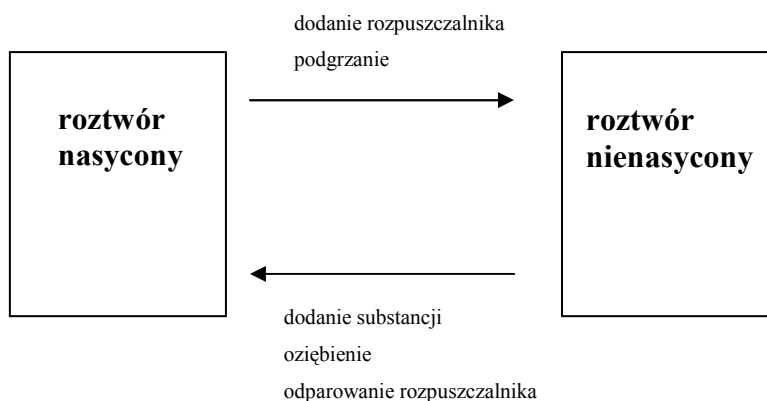 dodanie rozpuszczalnika
podgrzanie
roztwór
nasycony
roztwór
nienasycony
dodanie substancji
oziębienie
odparowanie rozpuszczalnika